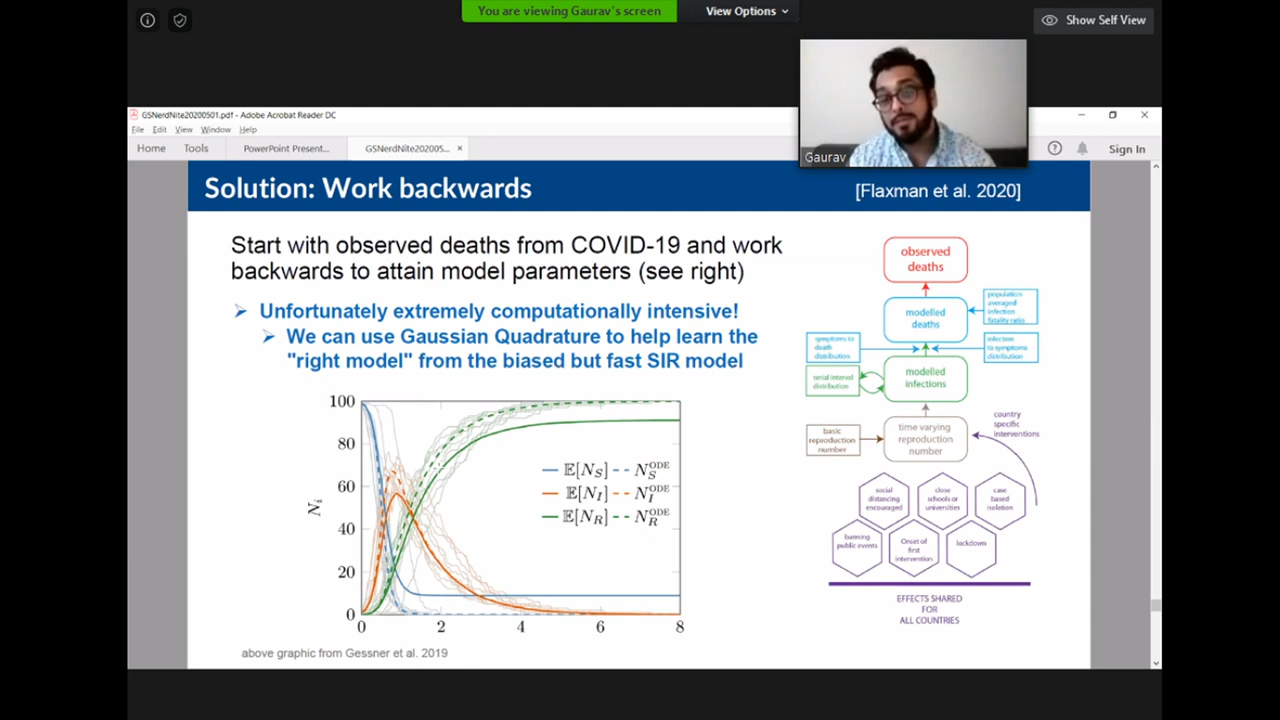 You are viewing Gaurav's screen
View Options
Show Self View
GSNerdNite20200501.pdf - Adobe Acrobat Reader DC
File Edit View Window Help
Home Tools PowerPoint Present... GSNerdNite202005... ×
Sign In
Gaurav
Solution: Work backwards
[Flaxman et al. 2020]
Start with observed deaths from COVID-19 and work
backwards to attain model parameters (see right)
➢ Unfortunately extremely computationally intensive!
➢ We can use Gaussian Quadrature to help learn the
"right model" from the biased but fast SIR model
100
80
60
40
20
0
N_i
0 2 4 6 8
𝔼[N_S] N_S^ODE
𝔼[N_I] N_I^ODE
𝔼[N_R] N_R^ODE
above graphic from Gessner et al. 2019
observed
deaths
modelled
deaths
population
averaged
infection
fatality ratio
symptoms to
death
distribution
infection
to symptoms
distribution
modelled
infections
serial interval
distribution
time varying
reproduction
number
basic
reproduction
number
country
specific
interventions
social
distancing
encouraged
close
schools or
universities
case
based
isolation
banning
public events
Onset of
first
intervention
lockdown
EFFECTS SHARED
FOR
ALL COUNTRIES